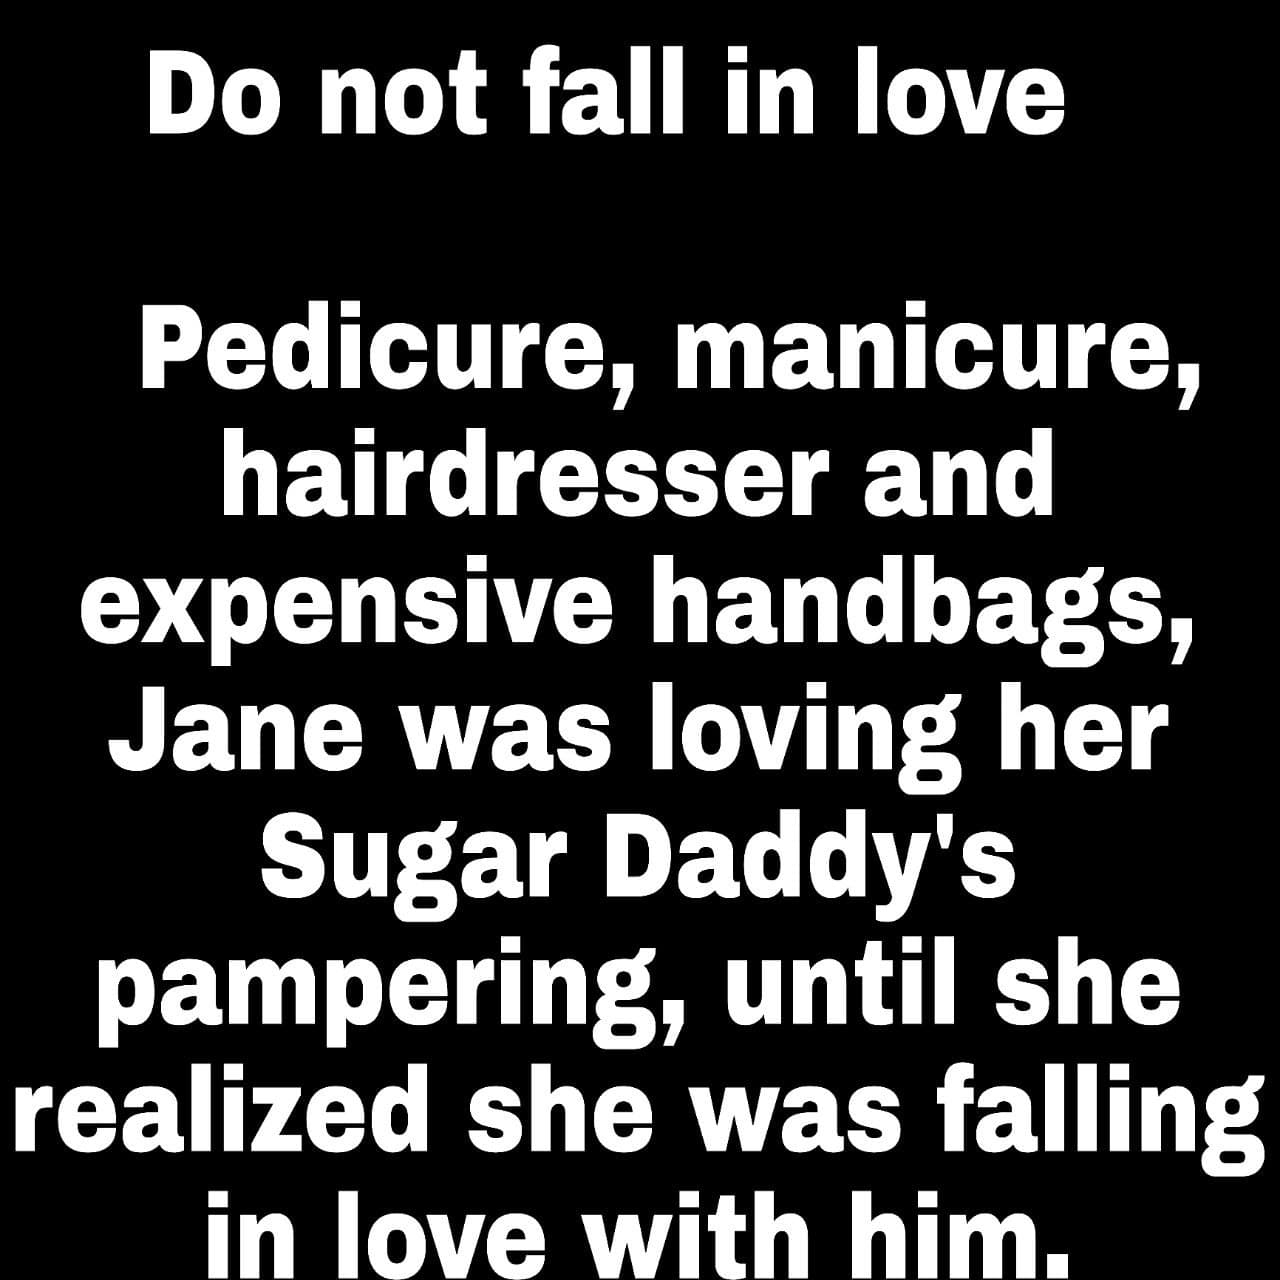 Do not fall in love
Pedicure, manicure,
hairdresser and
expensive handbags,
Jane was loving her
Sugar Daddy's
pampering, until she
realized she was falling
in love with him.